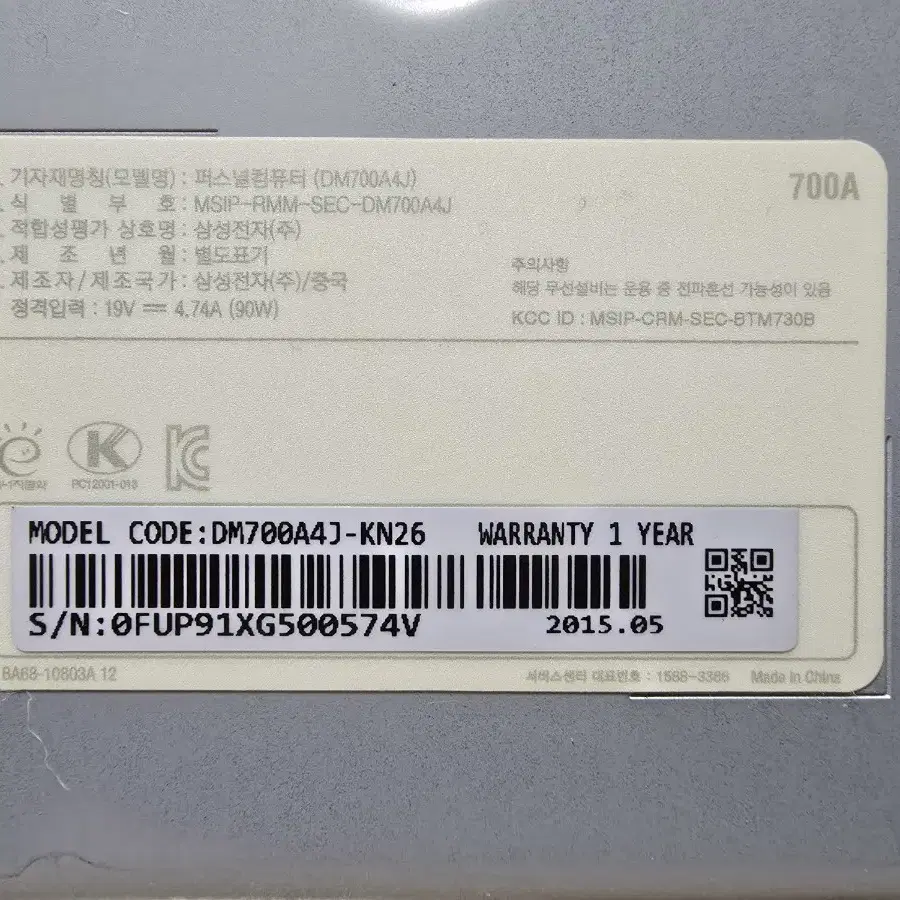 700A
기자재명칭(모델명) : 퍼스널컴퓨터 (DM700A4J)
식 별 부 호 : MSIP-RMM-SEC-DM700A4J
적합성평가 상호명 : 삼성전자(주)
제 조 년 월 : 별도표기
제조자/제조국가 : 삼성전자(주)/중국
정격입력 : 19V 4.74A (90W)
주의사항
해당 무선설비는 운용 중 전파혼선 가능성이 있음
KCC ID : MSIP-CRM-SEC-BTM730B
PC12001-013
MODEL CODE:DM700A4J-KN26 WARRANTY 1 YEAR
S/N:0FUP91XG500574V 2015.05
BA68-10803A 12
서비스센터 대표번호 : 1588-3366 Made in China